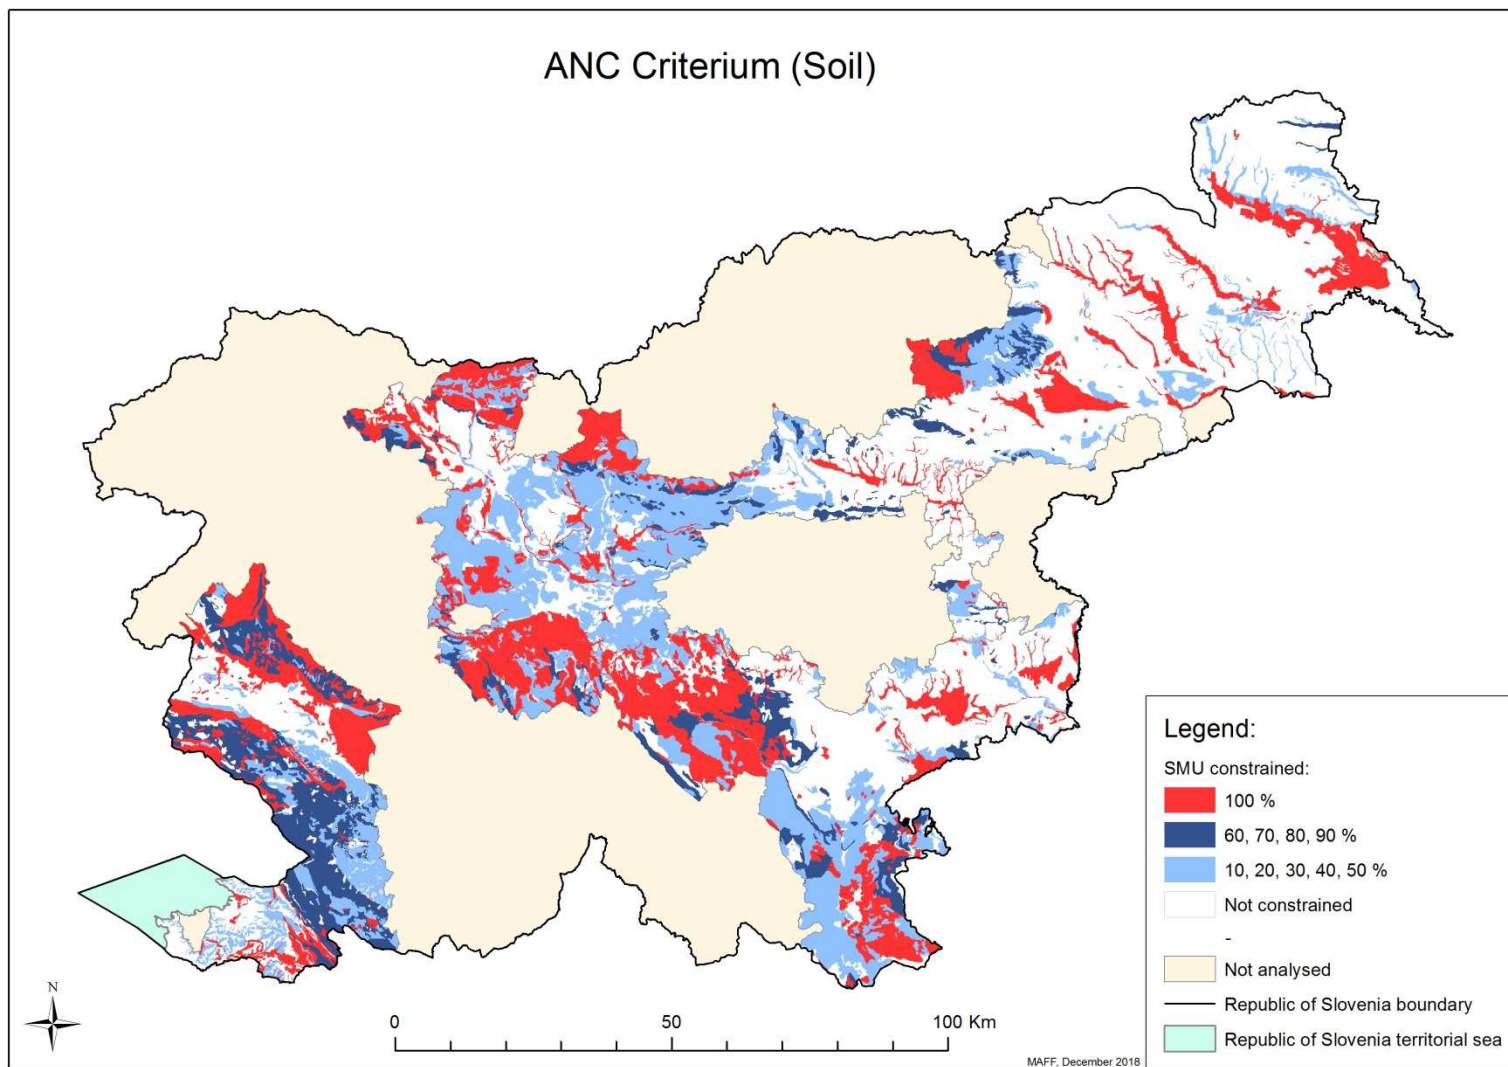 ANC Criterium (Soil)
Legend:
SMU constrained:
100 %
60, 70, 80, 90 %
10, 20, 30, 40, 50 %
Not constrained
-
Not analysed
Republic of Slovenia boundary
Republic of Slovenia territorial sea
N
0 50 100 Km
MAFF, December 2018